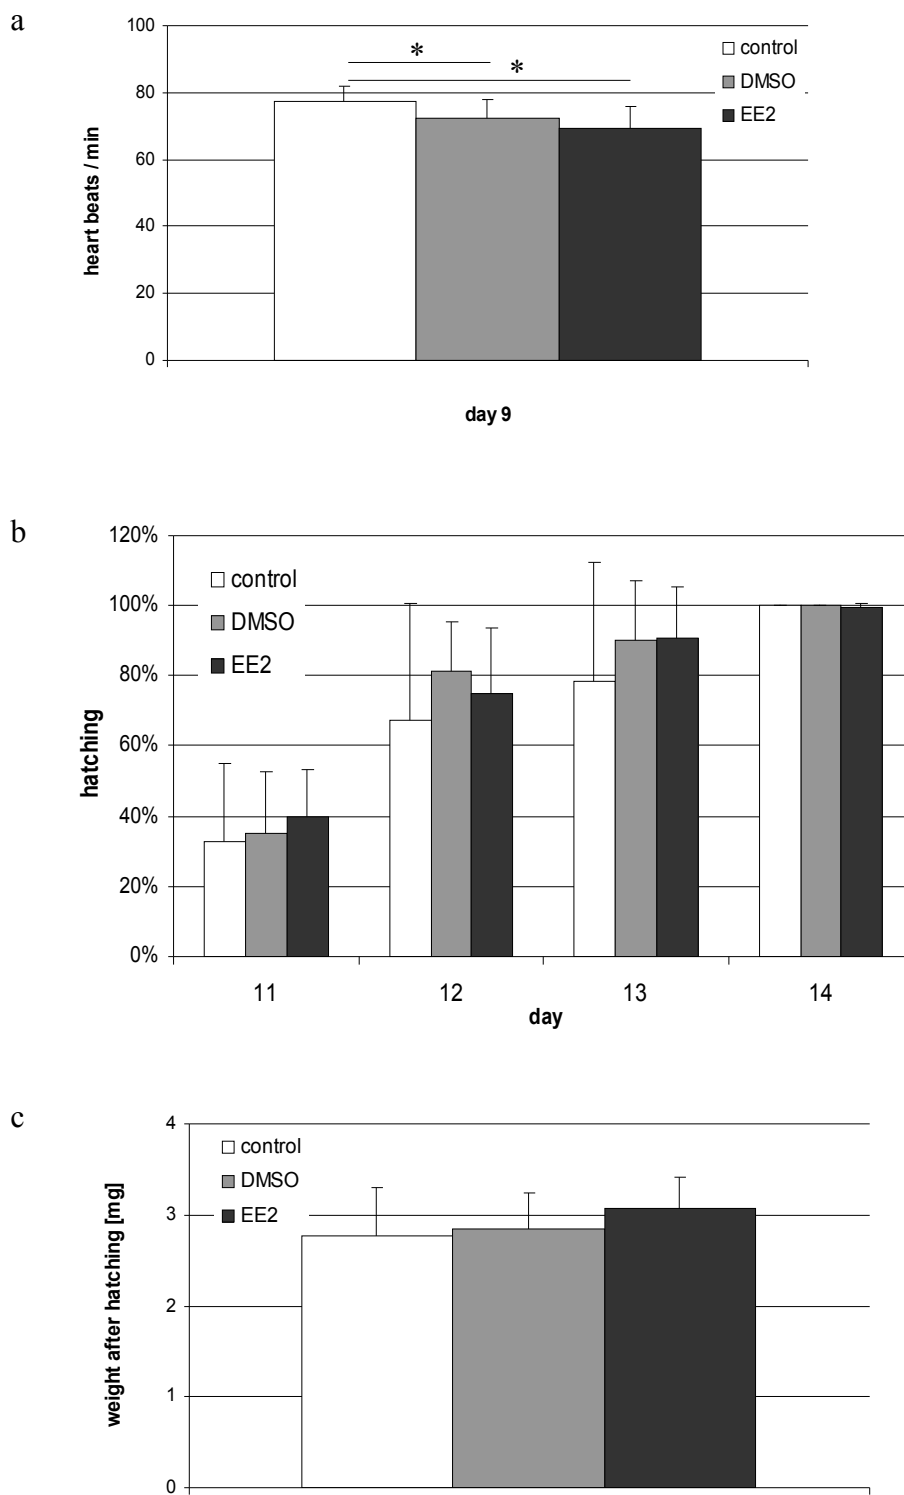 a
100
80
60
40
20
0
heart beats / min
*
*
control
DMSO
EE2
day 9
b
120%
100%
80%
60%
40%
20%
0%
hatching
control
DMSO
EE2
11 12 13 14
day
c
4
3
2
1
0
weight after hatching [mg]
control
DMSO
EE2